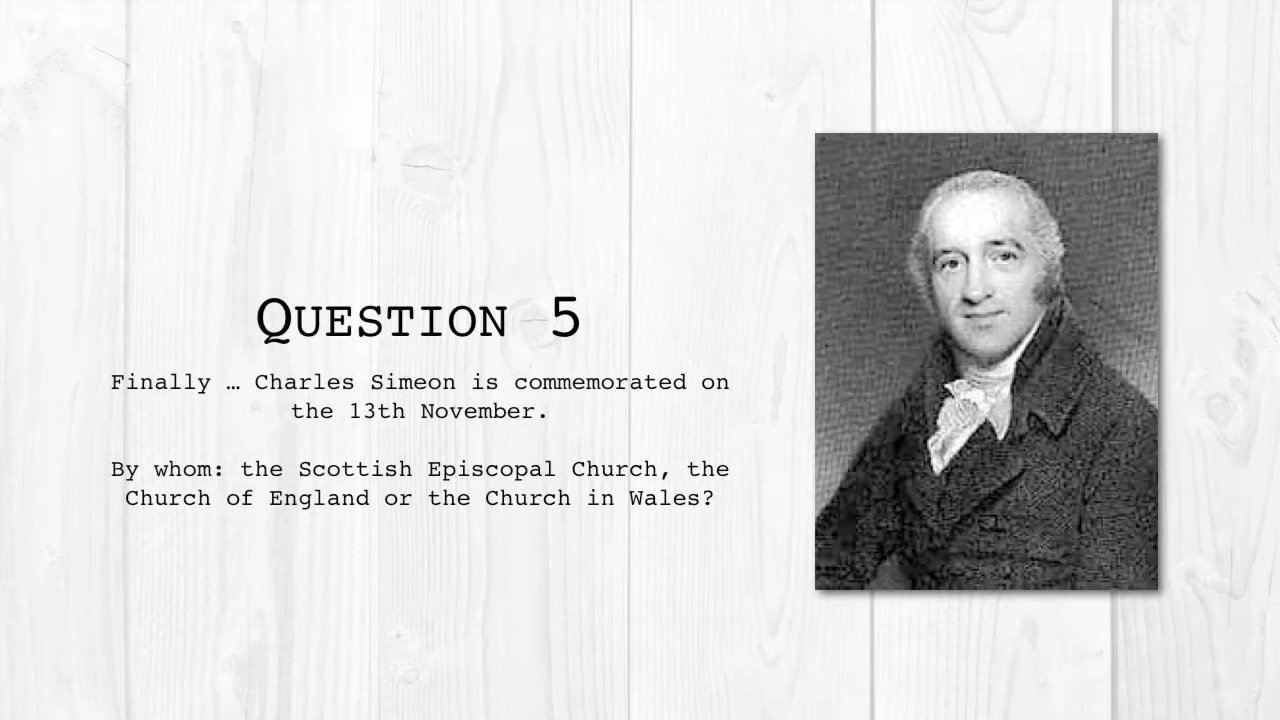 Question 5
Finally … Charles Simeon is commemorated on
the 13th November.
By whom: the Scottish Episcopal Church, the
Church of England or the Church in Wales?